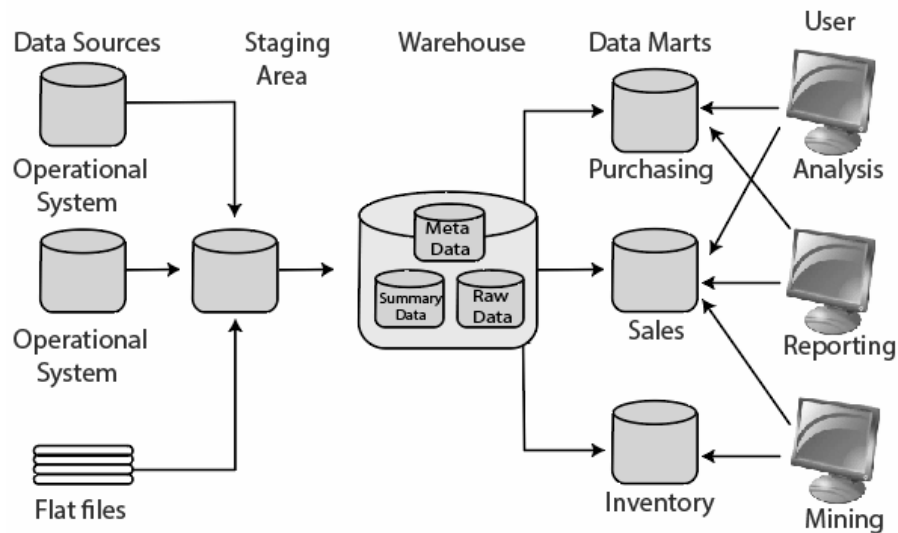 Data Sources
Staging
Area
Warehouse
Data Marts
User
Operational
System
Purchasing
Analysis
Meta
Data
Summary
Data
Raw
Data
Operational
System
Sales
Reporting
Flat files
Inventory
Mining